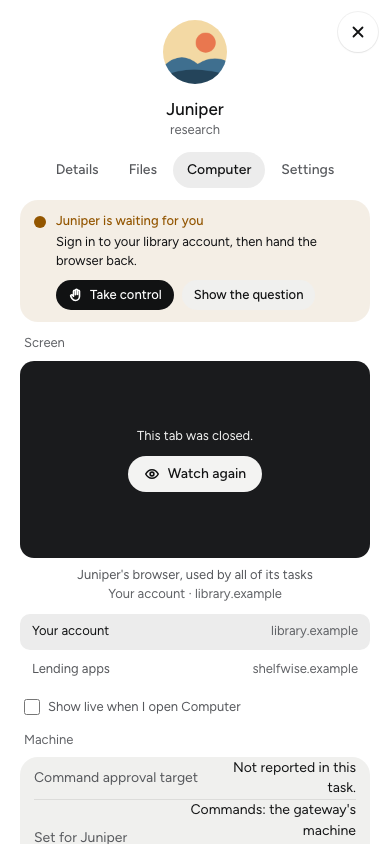 Juniper
research
Details Files Computer Settings
Juniper is waiting for you
Sign in to your library account, then hand the
browser back.
Take control Show the question
Screen
This tab was closed.
Watch again
Juniper's browser, used by all of its tasks
Your account · library.example
Your account library.example
Lending apps shelfwise.example
Show live when I open Computer
Machine
Command approval target Not reported in this
task.
Commands: the gateway's
machine
Set for Juniper